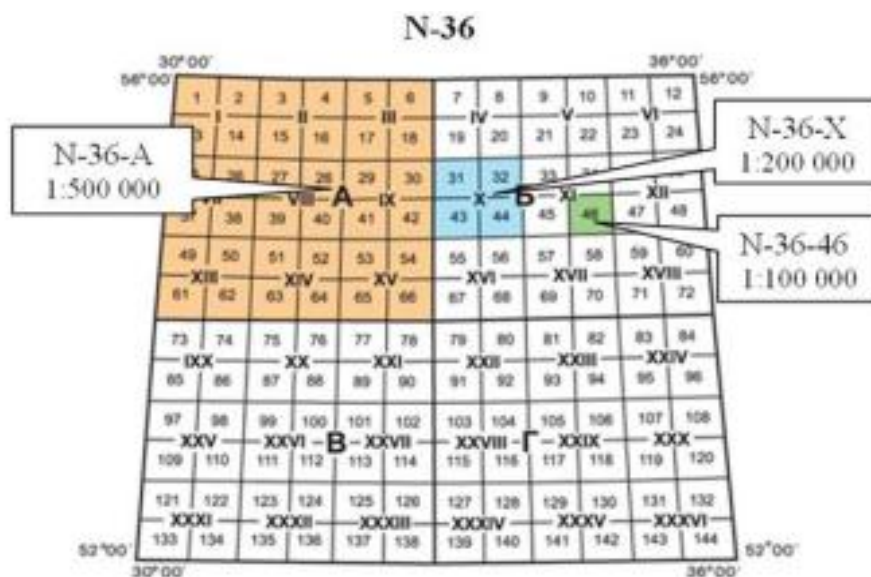 N-36
30°00′ 36°00′
56°00′ 56°00′
1 2 3 4 5 6 7 8 9 10 11 12
I II III IV V VI
14 15 16 17 18 19 20 21 22 23 24
N-36-А
1:500 000
N-36-X
1:200 000
26 27 28 29 30 31 32 33
VIII А IX X Б XI XII
38 39 40 41 42 43 44 45 46 47 48
N-36-46
1:100 000
49 50 51 52 53 54 55 56 57 58 59 60
XIII XIV XV XVI XVII XVIII
61 62 63 64 65 66 67 68 69 70 71 72
73 74 75 76 77 78 79 80 81 82 83 84
IXX XX XXI XXII XXIII XXIV
85 86 87 88 89 90 91 92 93 94 95 96
97 98 99 100 101 102 103 104 105 106 107 108
XXV XXVI В XXVII XXVIII Г XXIX XXX
109 110 111 112 113 114 115 116 117 118 119 120
121 122 123 124 125 126 127 128 129 130 131 132
XXXI XXXII XXXIII XXXIV XXXV XXXVI
133 134 135 136 137 138 139 140 141 142 143 144
52°00′ 52°00′
30°00′ 36°00′